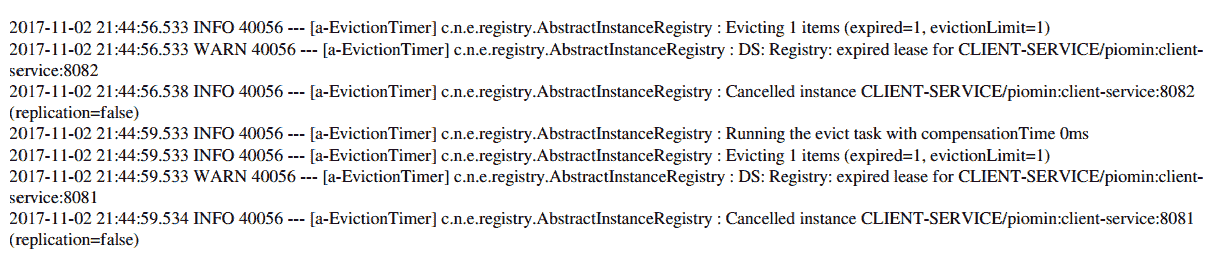 2017-11-02 21:44:56.533 INFO 40056 --- [a-EvictionTimer] c.n.e.registry.AbstractInstanceRegistry : Evicting 1 items (expired=1, evictionLimit=1)
2017-11-02 21:44:56.533 WARN 40056 --- [a-EvictionTimer] c.n.e.registry.AbstractInstanceRegistry : DS: Registry: expired lease for CLIENT-SERVICE/piomin:client-
service:8082
2017-11-02 21:44:56.538 INFO 40056 --- [a-EvictionTimer] c.n.e.registry.AbstractInstanceRegistry : Cancelled instance CLIENT-SERVICE/piomin:client-service:8082
(replication=false)
2017-11-02 21:44:59.533 INFO 40056 --- [a-EvictionTimer] c.n.e.registry.AbstractInstanceRegistry : Running the evict task with compensationTime 0ms
2017-11-02 21:44:59.533 INFO 40056 --- [a-EvictionTimer] c.n.e.registry.AbstractInstanceRegistry : Evicting 1 items (expired=1, evictionLimit=1)
2017-11-02 21:44:59.533 WARN 40056 --- [a-EvictionTimer] c.n.e.registry.AbstractInstanceRegistry : DS: Registry: expired lease for CLIENT-SERVICE/piomin:client-
service:8081
2017-11-02 21:44:59.534 INFO 40056 --- [a-EvictionTimer] c.n.e.registry.AbstractInstanceRegistry : Cancelled instance CLIENT-SERVICE/piomin:client-service:8081
(replication=false)